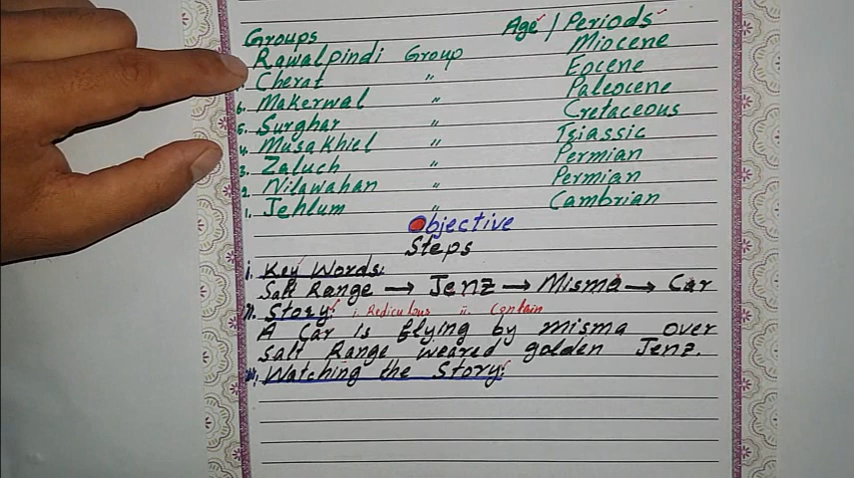 Groups Age / Periods
Rawalpindi Group Miocene
Cherat " Eocene
6. Makerwal " Paleocene
5. Surghar " Cretaceous
4. Musakhiel " Triassic
3. Zaluch " Permian
2. Nilawahan " Permian
1. Jehlum " Cambrian
Objective
Steps
i. Key Words:
Salt Range → Jenz → Misma → Car
ii. Story: i. Rediculous ii. Contain
A Car is flying by misma over
salt Range weared golden Jenz.
iii. Watching the Story: